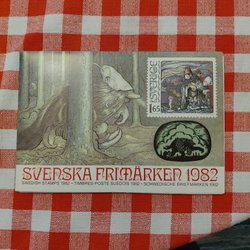 SVERIGE
1.65
SVENSKA FRIMÄRKEN 1982
SWEDISH STAMPS 1982 • TIMBRES-POSTE SUEDOIS 1982 • SCHWEDISCHE BRIEFMARKEN 1982